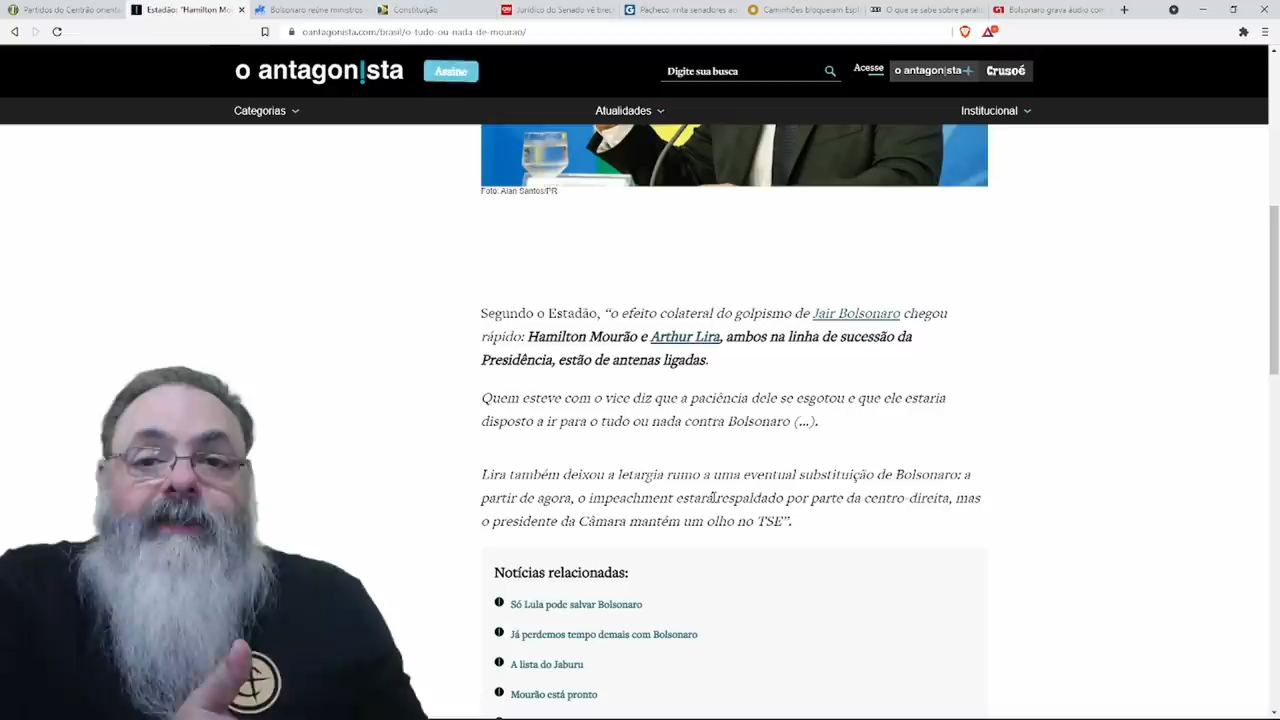 Partidos do Centrão orienta
Estadão: "Hamilton Mo
Bolsonaro reúne ministros
Constituição
Jurídico do Senado vê brec
Pacheco irrita senadores ao
Caminhões bloqueiam Espl
O que se sabe sobre parali
Bolsonaro grava áudio com
oantagonista.com/brasil/o-tudo-ou-nada-de-mourao/
o antagon!sta
Assine
Digite sua busca
Acesse
o antagon|sta+
Crusoé
Categorias
Atualidades
Institucional
Foto: Alan Santos/PR
Segundo o Estadão, “o efeito colateral do golpismo de Jair Bolsonaro chegou
rápido: Hamilton Mourão e Arthur Lira, ambos na linha de sucessão da
Presidência, estão de antenas ligadas.
Quem esteve com o vice diz que a paciência dele se esgotou e que ele estaria
disposto a ir para o tudo ou nada contra Bolsonaro (...).
Lira também deixou a letargia rumo a uma eventual substituição de Bolsonaro: a
partir de agora, o impeachment estará respaldado por parte da centro-direita, mas
o presidente da Câmara mantém um olho no TSE”.
Notícias relacionadas:
Só Lula pode salvar Bolsonaro
Já perdemos tempo demais com Bolsonaro
A lista do Jaburu
Mourão está pronto